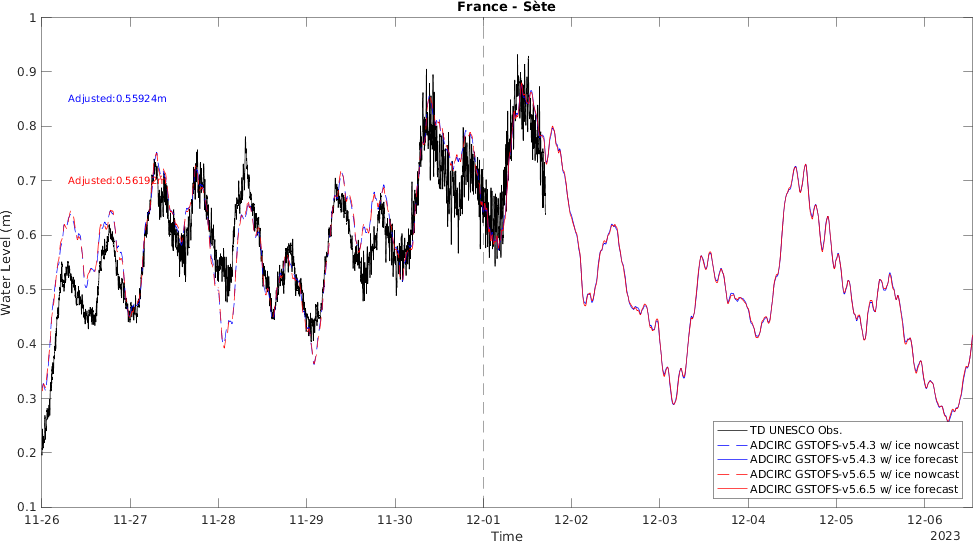 France - Sète
Water Level (m)
1
0.9
0.8
0.7
0.6
0.5
0.4
0.3
0.2
0.1
Adjusted:0.55924m
Adjusted:0.5619
11-26
11-27
11-28
11-29
11-30
12-01
12-02
12-03
12-04
12-05
12-06
2023
Time
TD UNESCO Obs.
ADCIRC GSTOFS-v5.4.3 w/ ice nowcast
ADCIRC GSTOFS-v5.4.3 w/ ice forecast
ADCIRC GSTOFS-v5.6.5 w/ ice nowcast
ADCIRC GSTOFS-v5.6.5 w/ ice forecast